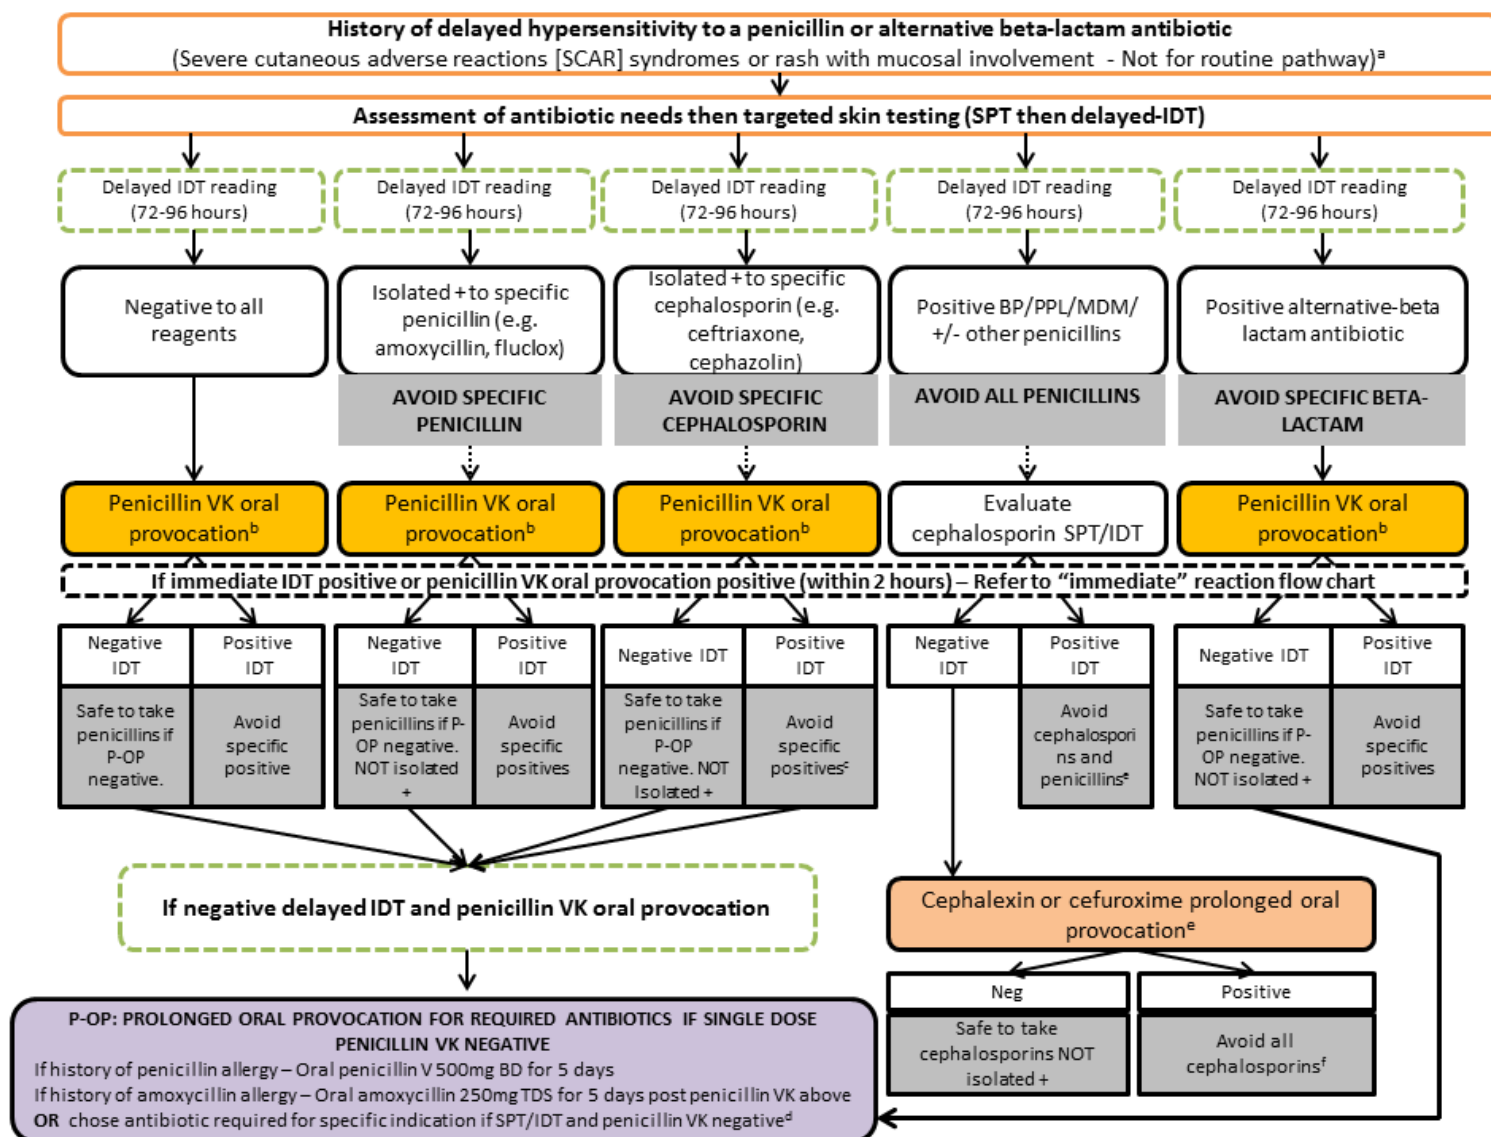 History of delayed hypersensitivity to a penicillin or alternative beta-lactam antibiotic
(Severe cutaneous adverse reactions [SCAR] syndromes or rash with mucosal involvement - Not for routine pathway)ᵃ
Assessment of antibiotic needs then targeted skin testing (SPT then delayed-IDT)
Delayed IDT reading
(72-96 hours)
Delayed IDT reading
(72-96 hours)
Delayed IDT reading
(72-96 hours)
Delayed IDT reading
(72-96 hours)
Delayed IDT reading
(72-96 hours)
Negative to all
reagents
Isolated + to specific
penicillin (e.g.
amoxycillin, fluclox)
Isolated + to specific
cephalosporin (e.g.
ceftriaxone,
cephazolin)
Positive BP/PPL/MDM/
+/- other penicillins
Positive alternative-beta
lactam antibiotic
AVOID SPECIFIC
PENICILLIN
AVOID SPECIFIC
CEPHALOSPORIN
AVOID ALL PENICILLINS
AVOID SPECIFIC BETA-
LACTAM
Penicillin VK oral
provocationᵇ
Penicillin VK oral
provocationᵇ
Penicillin VK oral
provocationᵇ
Evaluate
cephalosporin SPT/IDT
Penicillin VK oral
provocationᵇ
If immediate IDT positive or penicillin VK oral provocation positive (within 2 hours) – Refer to “immediate” reaction flow chart
Negative
IDT
Positive
IDT
Negative
IDT
Positive
IDT
Negative IDT
Positive
IDT
Negative
IDT
Positive
IDT
Negative IDT
Positive
IDT
Safe to take
penicillins if
P-OP
negative.
Avoid
specific
positive
Safe to take
penicillins if P-
OP negative.
NOT isolated
+
Avoid
specific
positives
Safe to take
penicillins if
P-OP
negative. NOT
Isolated +
Avoid
specific
positivesᶜ
Avoid
cephalospori
ns and
penicillinsᵉ
Safe to take
penicillins if P-
OP negative.
NOT isolated +
Avoid
specific
positives
If negative delayed IDT and penicillin VK oral provocation
Cephalexin or cefuroxime prolonged oral
provocationᵉ
Neg
Positive
Safe to take
cephalosporins NOT
isolated +
Avoid all
cephalosporinsᶠ
P-OP: PROLONGED ORAL PROVOCATION FOR REQUIRED ANTIBIOTICS IF SINGLE DOSE
PENICILLIN VK NEGATIVE
If history of penicillin allergy – Oral penicillin V 500mg BD for 5 days
If history of amoxycillin allergy – Oral amoxycillin 250mg TDS for 5 days post penicillin VK above
OR chose antibiotic required for specific indication if SPT/IDT and penicillin VK negativeᵈ